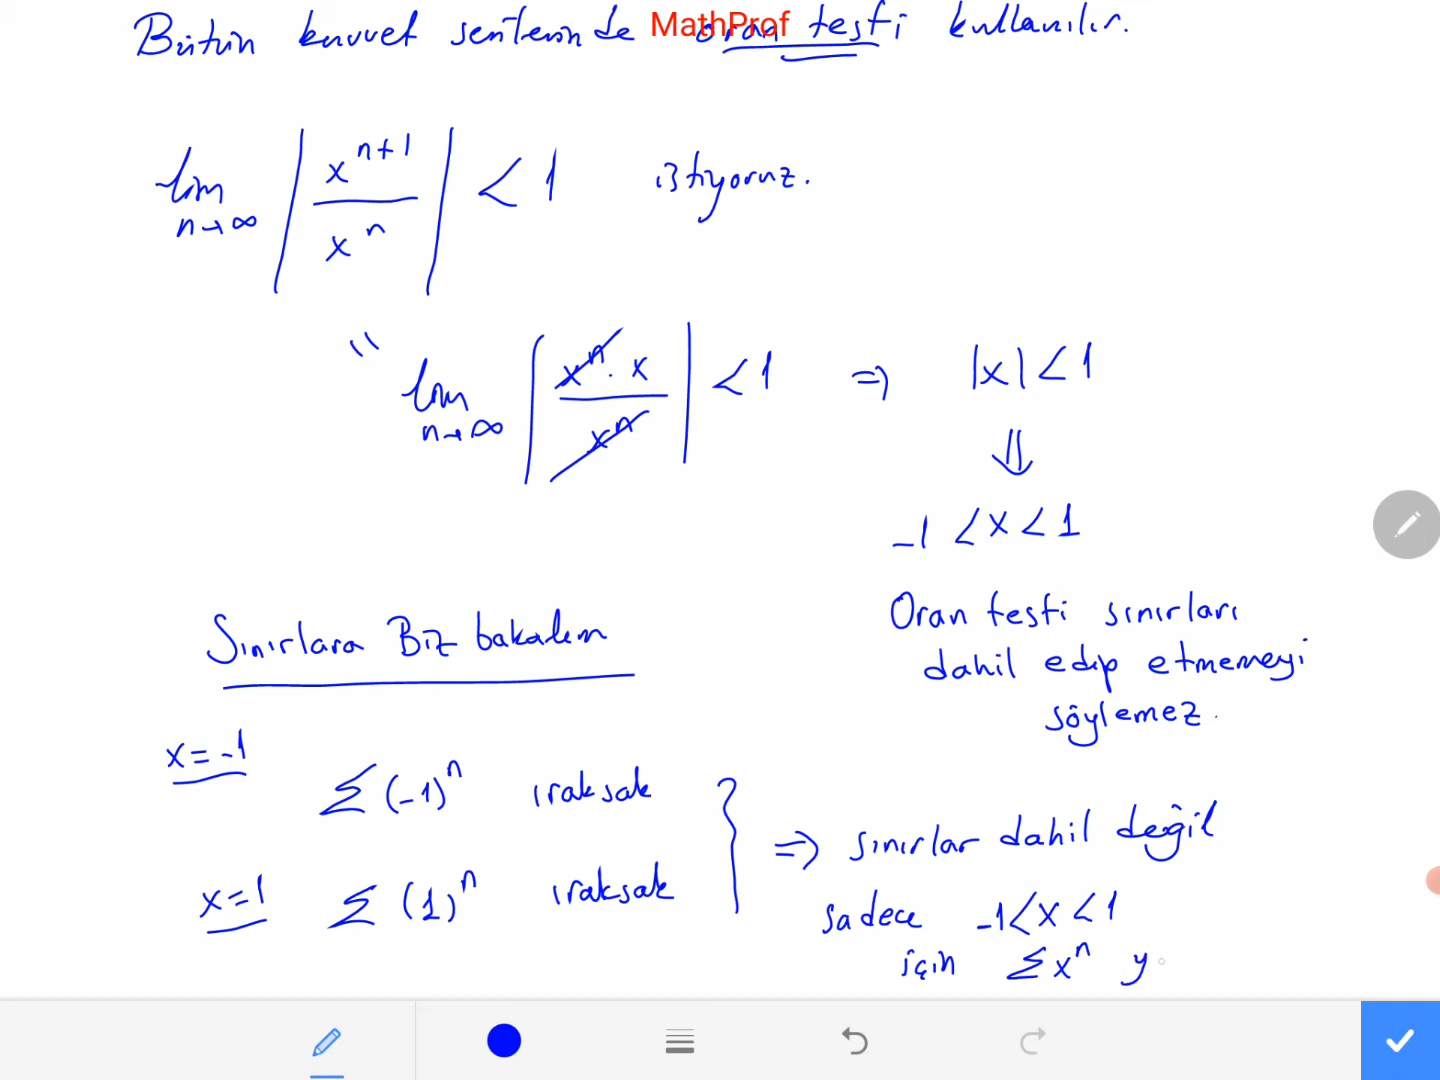 Bütün kuvvet serilerinde oran testi kullanılır.
MathProf
lim n→∞ | x^(n+1) / x^n | < 1 istiyoruz.
" lim n→∞ | x^n · x / x^n | < 1 ⇒ |x| < 1
⇓
-1 < x < 1
Oran testi sınırları
dahil edip etmemeyi
söylemez.
Sınırlara Biz bakalım
x = -1
Σ (-1)^n ıraksak
x = 1 Σ (1)^n ıraksak
} ⇒ sınırlar dahil değil
sadece -1 < x < 1
için Σ x^n y